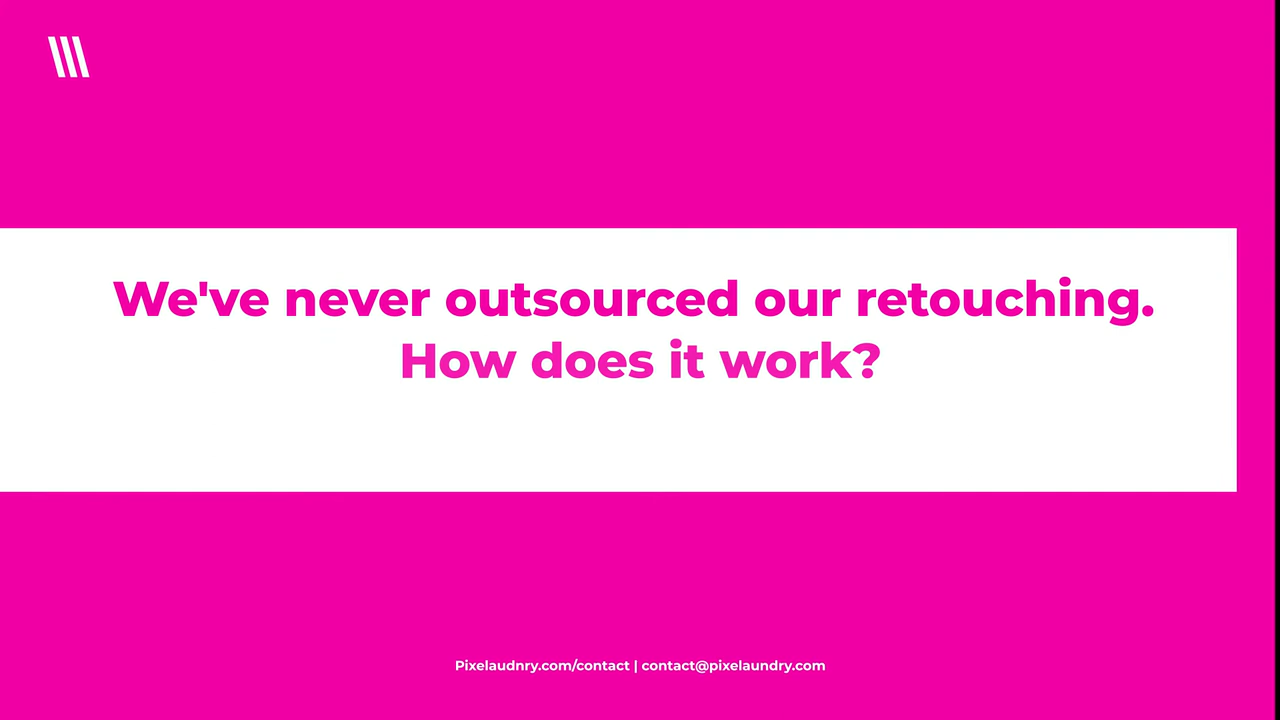 We've never outsourced our retouching.
How does it work?
Pixelaudnry.com/contact | contact@pixelaundry.com